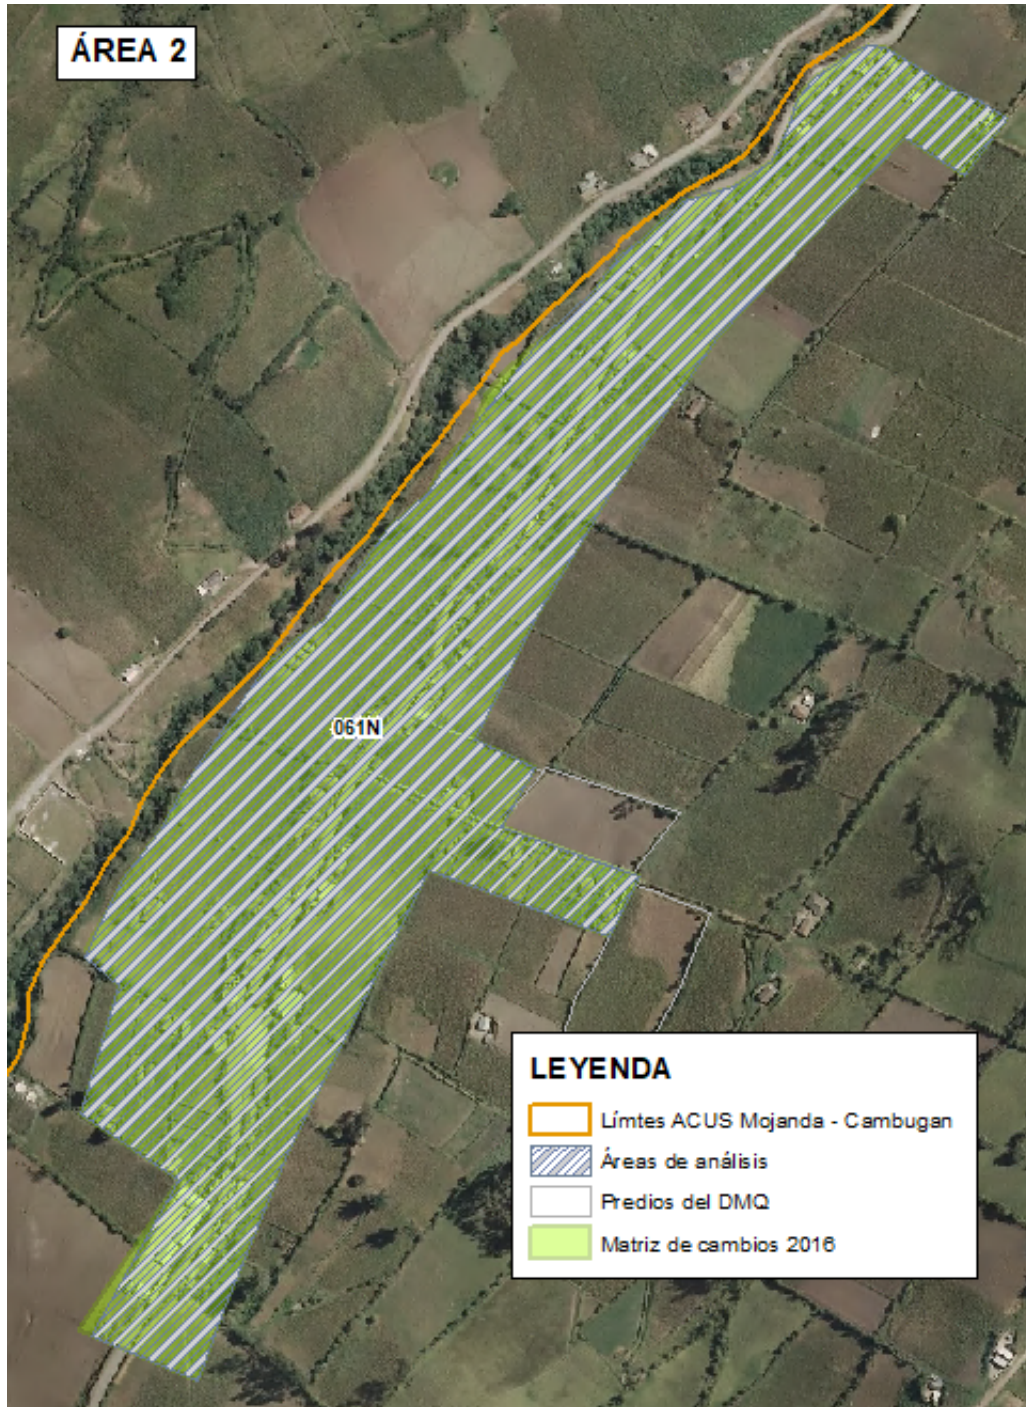 ÁREA 2
061N
LEYENDA
Límtes ACUS Mojanda - Cambugan
Áreas de análisis
Predios del DMQ
Matriz de cambios 2016